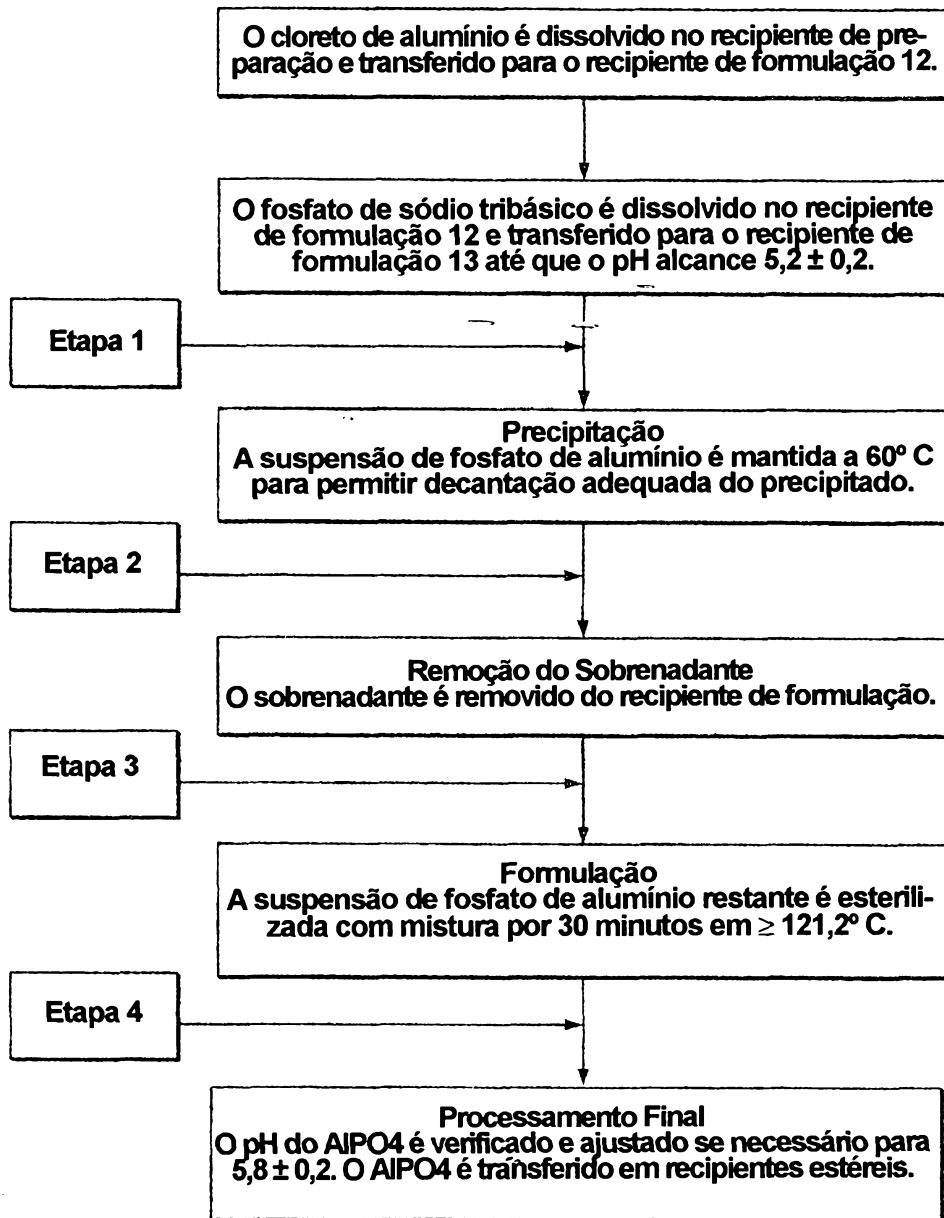 O cloreto de alumínio é dissolvido no recipiente de pre-
paração e transferido para o recipiente de formulação 12.
O fosfato de sódio tribásico é dissolvido no recipiente
de formulação 12 e transferido para o recipiente de
formulação 13 até que o pH alcance 5,2 ± 0,2.
Etapa 1
Precipitação
A suspensão de fosfato de alumínio é mantida a 60º C
para permitir decantação adequada do precipitado.
Etapa 2
Remoção do Sobrenadante
O sobrenadante é removido do recipiente de formulação.
Etapa 3
Formulação
A suspensão de fosfato de alumínio restante é esterili-
zada com mistura por 30 minutos em ≥ 121,2º C.
Etapa 4
Processamento Final
O pH do AlPO4 é verificado e ajustado se necessário para
5,8 ± 0,2. O AlPO4 é transferido em recipientes estéreis.